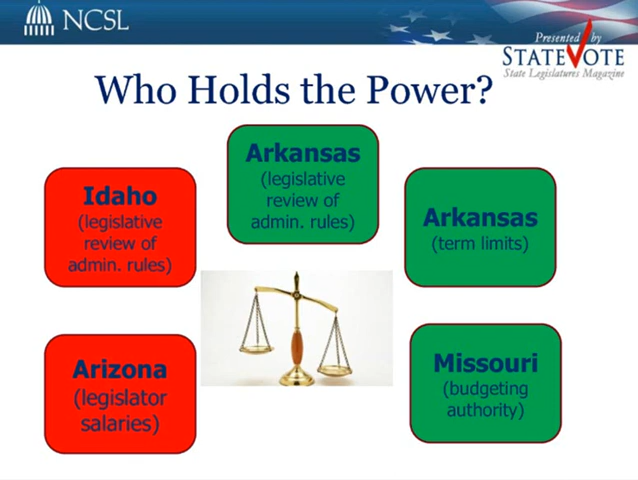 NCSL
Presented by
STATEVOTE
State Legislatures Magazine
Who Holds the Power?
Arkansas
(legislative
review of
admin. rules)
Idaho
(legislative
review of
admin. rules)
Arkansas
(term limits)
Arizona
(legislator
salaries)
Missouri
(budgeting
authority)